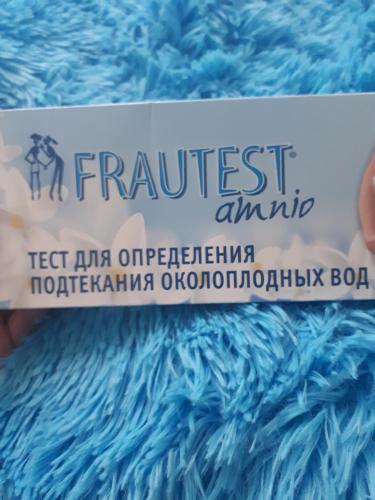 FRAUTEST®
amnio
ТЕСТ ДЛЯ ОПРЕДЕЛЕНИЯ
ПОДТЕКАНИЯ ОКОЛОПЛОДНЫХ ВОД